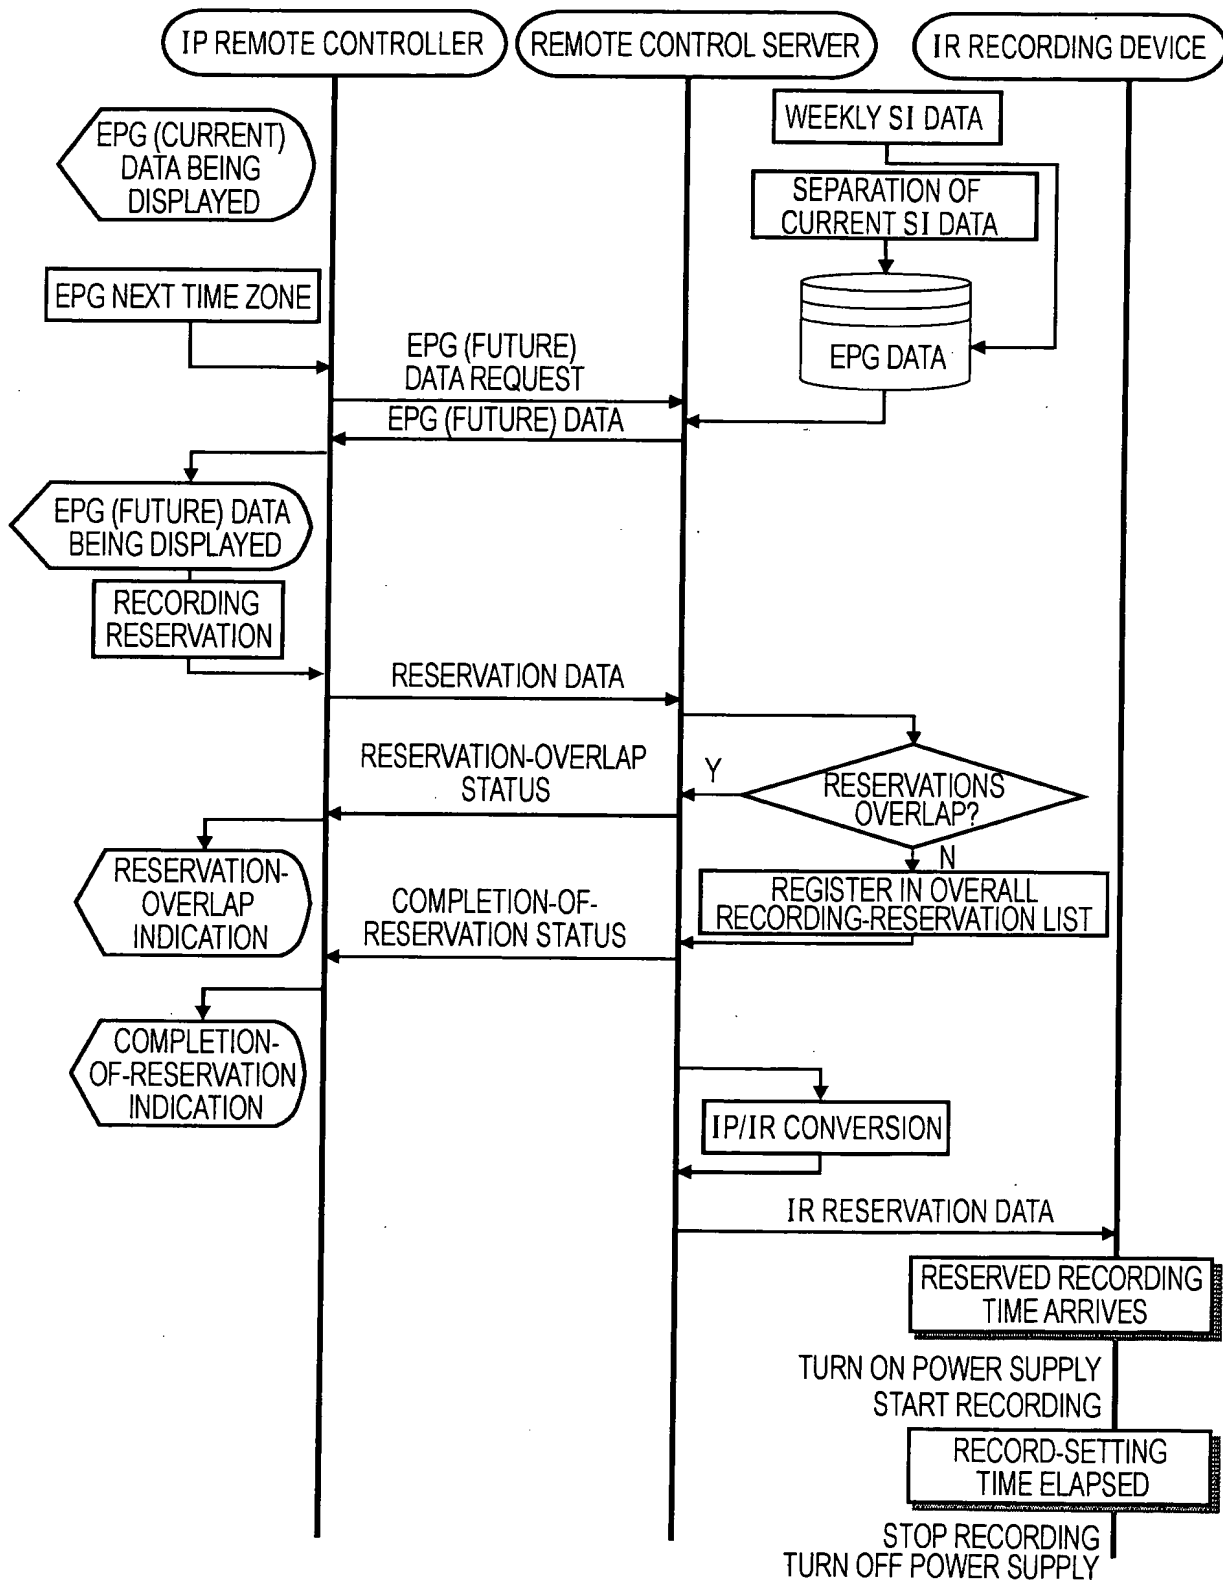 IP REMOTE CONTROLLER
REMOTE CONTROL SERVER
IR RECORDING DEVICE
EPG (CURRENT)
DATA BEING
DISPLAYED
WEEKLY SI DATA
SEPARATION OF
CURRENT SI DATA
EPG NEXT TIME ZONE
EPG DATA
EPG (FUTURE)
DATA REQUEST
EPG (FUTURE) DATA
EPG (FUTURE) DATA
BEING DISPLAYED
RECORDING
RESERVATION
RESERVATION DATA
RESERVATIONS
OVERLAP?
Y
RESERVATION-OVERLAP
STATUS
RESERVATION-
OVERLAP
INDICATION
N
REGISTER IN OVERALL
RECORDING-RESERVATION LIST
COMPLETION-OF-
RESERVATION STATUS
COMPLETION-
OF-RESERVATION
INDICATION
IP/IR CONVERSION
IR RESERVATION DATA
RESERVED RECORDING
TIME ARRIVES
TURN ON POWER SUPPLY
START RECORDING
RECORD-SETTING
TIME ELAPSED
STOP RECORDING
TURN OFF POWER SUPPLY